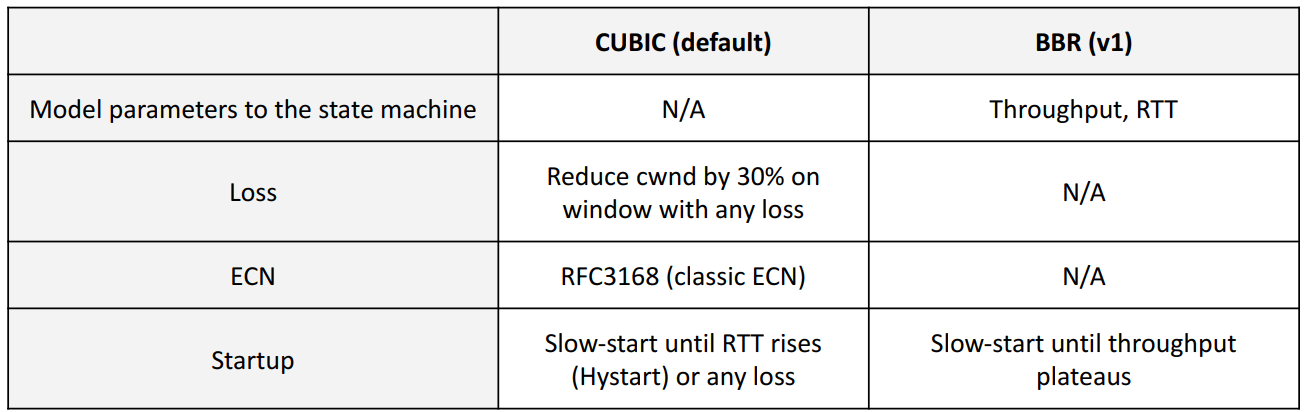 CUBIC (default)
BBR (v1)
Model parameters to the state machine
N/A
Throughput, RTT
Loss
Reduce cwnd by 30% on
window with any loss
N/A
ECN
RFC3168 (classic ECN)
N/A
Startup
Slow-start until RTT rises
(Hystart) or any loss
Slow-start until throughput
plateaus